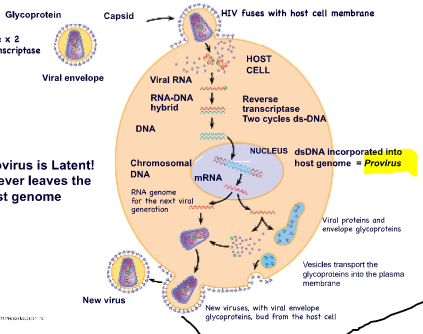 Glycoprotein
Capsid
HIV fuses with host cell membrane
x 2
nscriptase
Viral envelope
HOST
CELL
Viral RNA
RNA-DNA
hybrid
Reverse
transcriptase
Two cycles ds-DNA
DNA
NUCLEUS
dsDNA incorporated into
host genome = Provirus
Chromosomal
DNA
mRNA
ovirus is Latent!
ever leaves the
st genome
RNA genome
for the next viral
generation
Viral proteins and
envelope glycoproteins
Vesicles transport the
glycoproteins into the plasma
membrane
New virus
New viruses, with viral envelope
glycoproteins, bud from the host cell